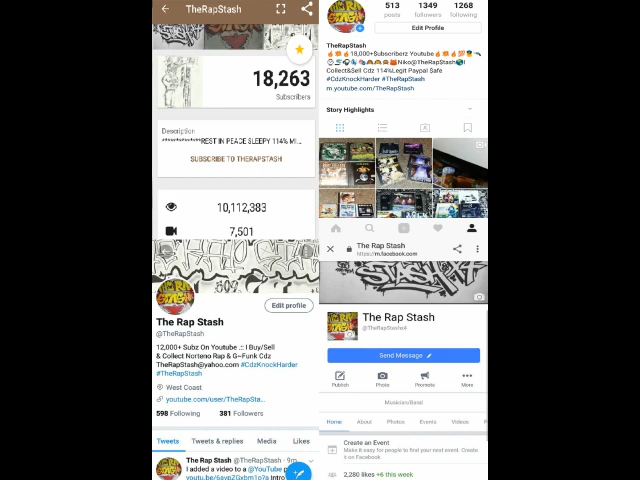 TheRapStash
18,263
Subscribers
Description
REST IN PEACE SLEEPY 114% MI...
SUBSCRIBE TO THERAPSTASH
10,112,383
7,501
513
1349
1268
posts
followers
following
Edit Profile
TheRapStash
18,000+Subscriberz Youtube
Niko@TheRap$tash
Collect&Sell Cdz 114%Legit Paypal $afe
#CdzKnockHarder #TheRapStash
m.youtube.com/TheRapStash
Story Highlights
Edit profile
The Rap Stash
@TheRapStash
12,000+ Subz On Youtube .:: I Buy/Sell
& Collect Norteno Rap & G~Funk Cdz
TheRapStash@yahoo.com #CdzKnockHarder
#TheRapStash
West Coast
youtube.com/user/TheRapSta...
598 Following 381 Followers
Tweets Tweets & replies Media Likes
The Rap Stash @TheRapStash · 9m
I added a video to a @YouTube
Intro
The Rap Stash
https://m.facebook.com
The Rap Stash
@TheRapStashx4
Send Message
Publish Photo Promote More
Musician/Band
Home About Photos Events Videos
Create an Event
Make it easy for people to find your next event. Create
it on Facebook.
2,280 likes +6 this week